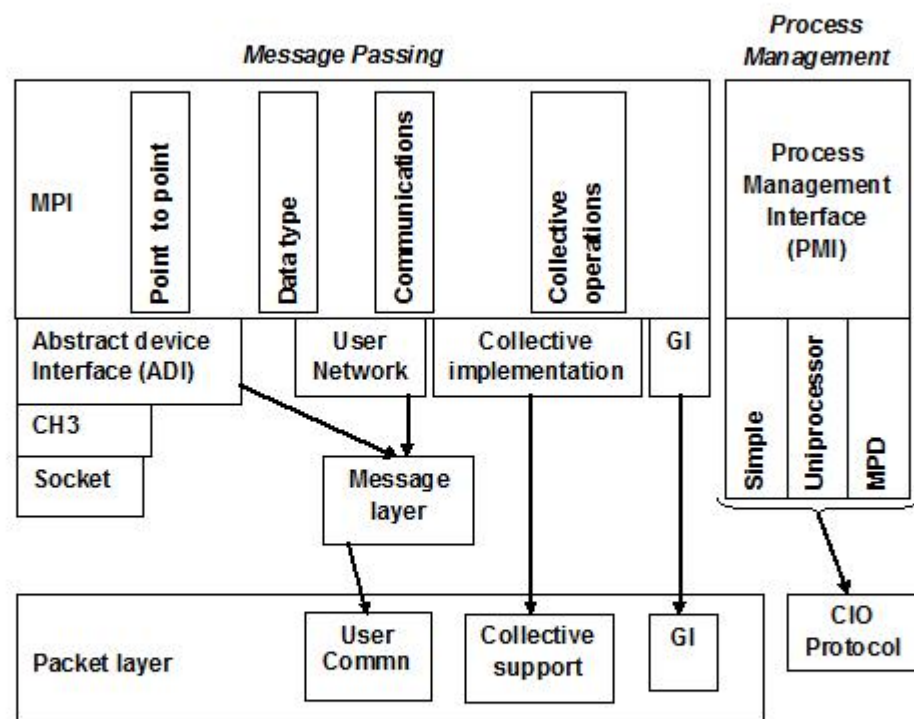 Message Passing
Process
Management
MPI
Point to point
Data type
Communications
Collective
operations
Process
Management
Interface
(PMI)
Abstract device
Interface (ADI)
User
Network
Collective
implementation
GI
Simple
Uniprocessor
MPD
CH3
Socket
Message
layer
Packet layer
User
Commn
Collective
support
GI
CIO
Protocol